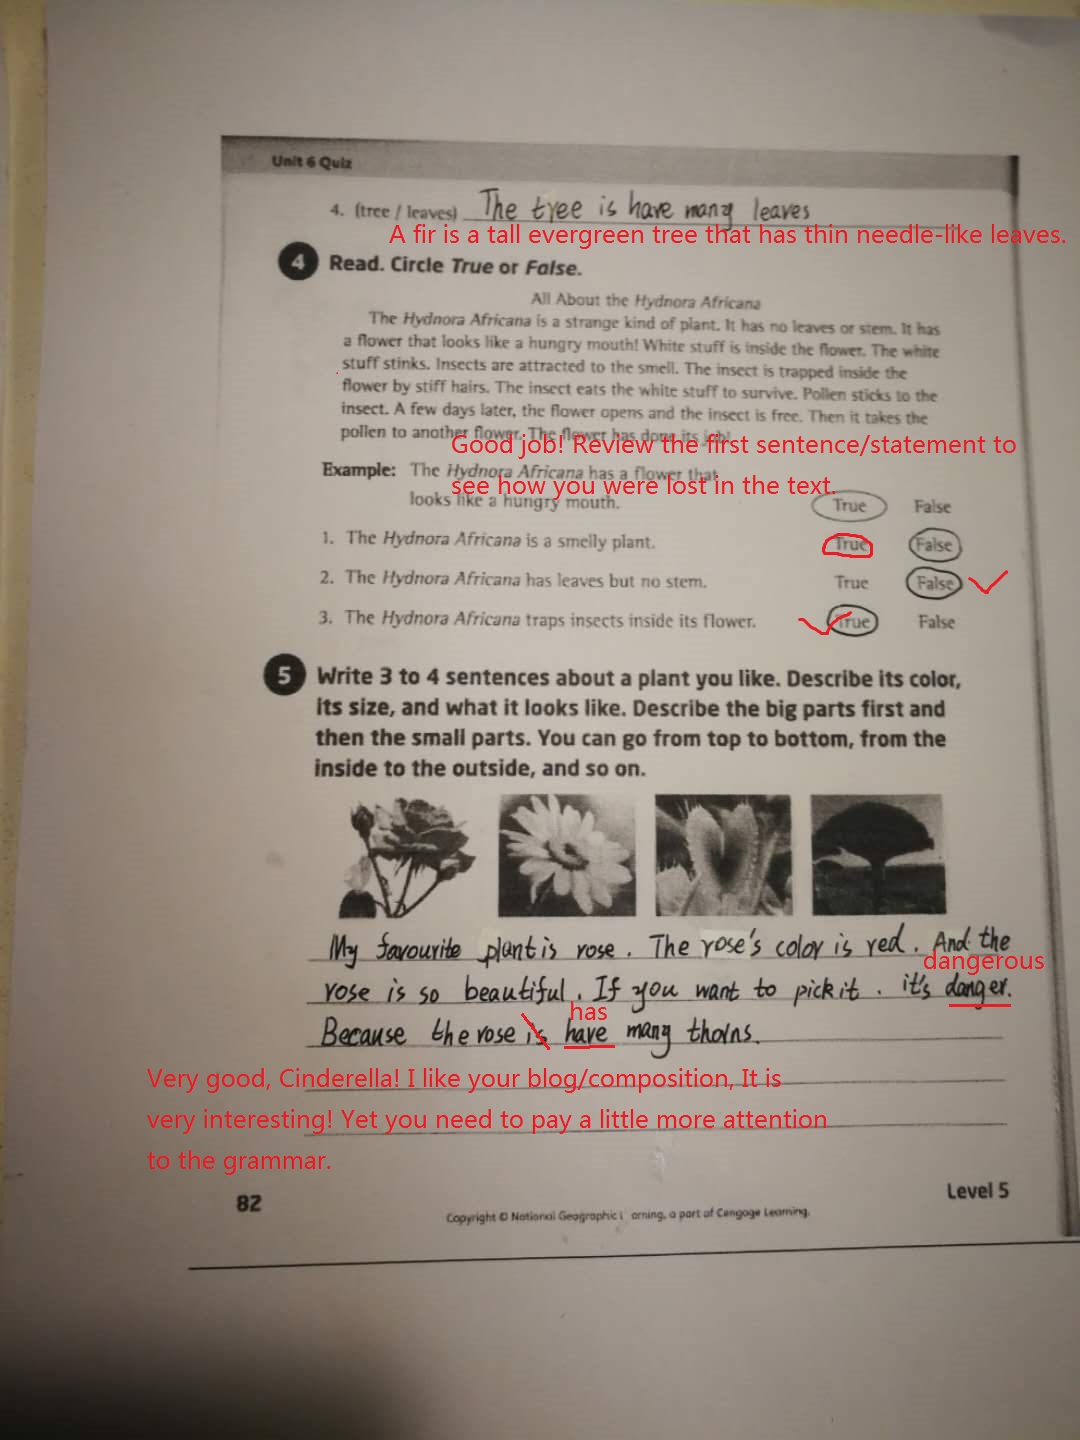 Unit 6 Quiz
4. (tree / leaves) The tree is have many leaves
A fir is a tall evergreen tree that has thin needle-like leaves.
4 Read. Circle True or False.
All About the Hydnora Africana
The Hydnora Africana is a strange kind of plant. It has no leaves or stem. It has
a flower that looks like a hungry mouth! White stuff is inside the flower. The white
stuff stinks. Insects are attracted to the smell. The insect is trapped inside the
flower by stiff hairs. The insect eats the white stuff to survive. Pollen sticks to the
insect. A few days later, the flower opens and the insect is free. Then it takes the
pollen to another flower. The flower has done its job!
Good job! Review the first sentence/statement to
Example: The Hydnora Africana has a flower that
see how you were lost in the text.
looks like a hungry mouth. True False
1. The Hydnora Africana is a smelly plant. True False
2. The Hydnora Africana has leaves but no stem. True False
3. The Hydnora Africana traps insects inside its flower. True False
5 Write 3 to 4 sentences about a plant you like. Describe its color,
its size, and what it looks like. Describe the big parts first and
then the small parts. You can go from top to bottom, from the
inside to the outside, and so on.
My favourite plant is rose. The rose's color is red. And the
dangerous
rose is so beautiful. If you want to pick it. it's danger.
has
Because the rose is have many thorns.
Very good, Cinderella! I like your blog/composition, It is
very interesting! Yet you need to pay a little more attention
to the grammar.
82
Level 5
Copyright © National Geographic arning, a part of Cengage Learning.